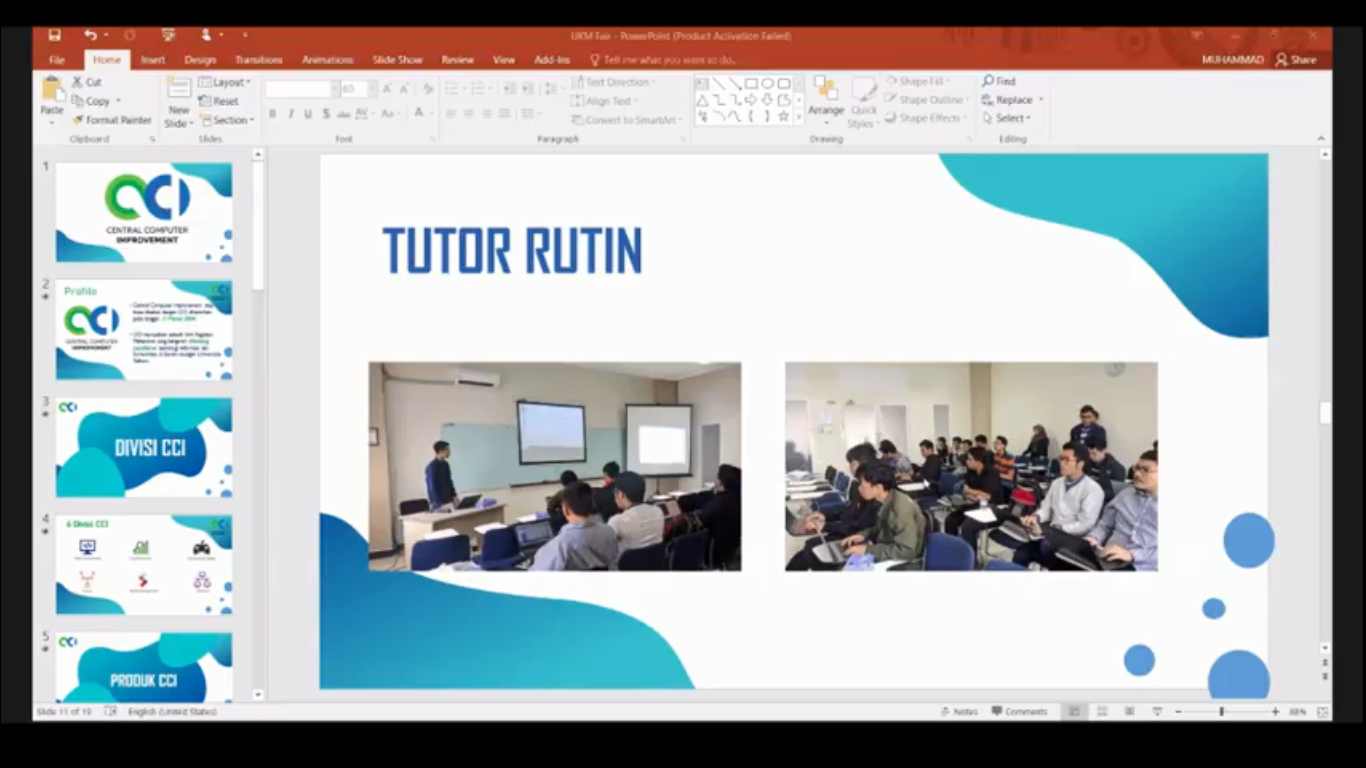 UKM Fair - PowerPoint (Product Activation Failed)
File Home Insert Design Transitions Animations Slide Show Review View Add-Ins Tell me what you want to do...
MUHAMMAD Share
Paste
Cut
Copy
Format Painter
Clipboard
New
Slide
Layout
Reset
Section
Slides
60
Font
Text Direction
Align Text
Convert to SmartArt
Paragraph
Arrange
Quick
Styles
Shape Fill
Shape Outline
Shape Effects
Drawing
Find
Replace
Select
Editing
1
CCI
CENTRAL COMPUTER
IMPROVEMENT
2
Profile
CCI
CENTRAL COMPUTER
IMPROVEMENT
3
DIVISI CCI
4
6 Divisi CCI
5
PRODUK CCI
TUTOR RUTIN
Slide 11 of 19 English (United States)
Notes Comments 88%